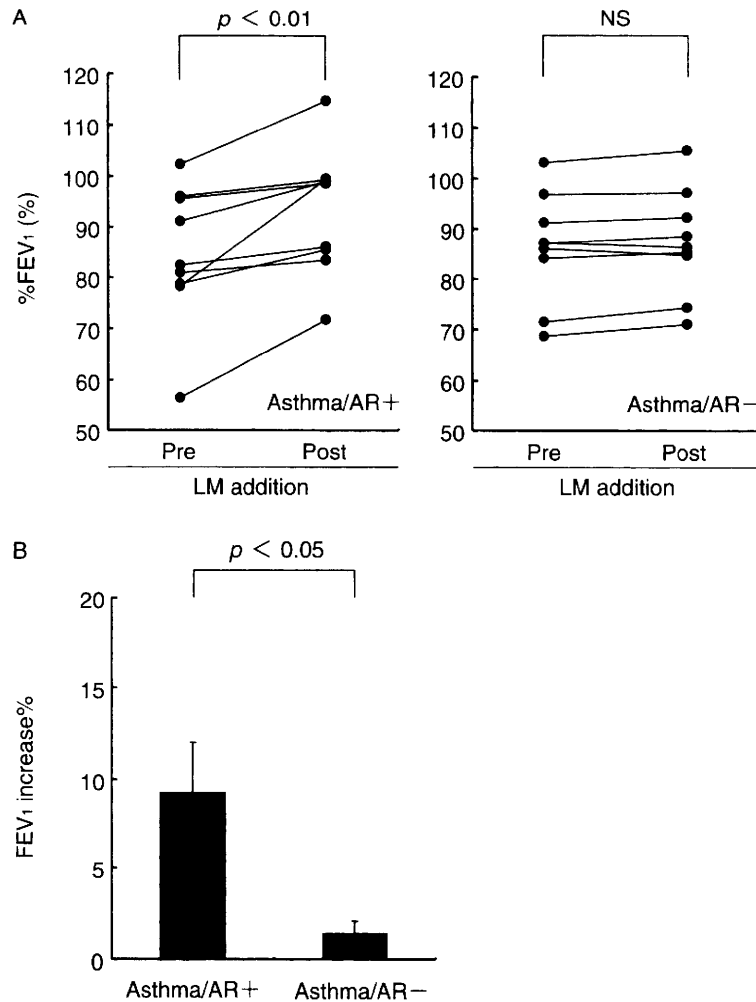 A
p < 0.01
NS
%FEV1 (%)
120
110
100
90
80
70
60
50
Asthma/AR+
Pre
Post
LM addition
120
110
100
90
80
70
60
50
Asthma/AR−
Pre
Post
LM addition
B
p < 0.05
FEV1 increase%
20
15
10
5
0
Asthma/AR+
Asthma/AR−